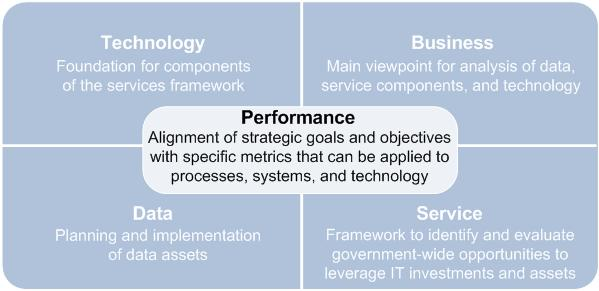 Technology
Foundation for components
of the services framework
Business
Main viewpoint for analysis of data,
service components, and technology
Performance
Alignment of strategic goals and objectives
with specific metrics that can be applied to
processes, systems, and technology
Data
Planning and implementation
of data assets
Service
Framework to identify and evaluate
government-wide opportunities to
leverage IT investments and assets